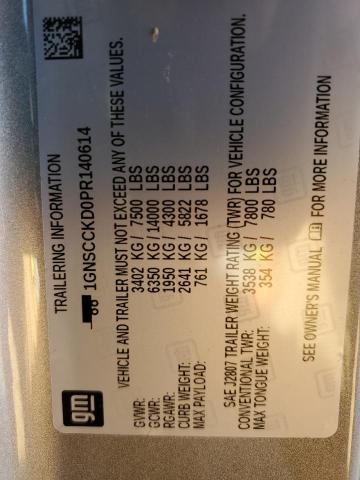 TRAILERING INFORMATION
1GNSCCKD0PR140614
gm
VEHICLE AND TRAILER MUST NOT EXCEED ANY OF THESE VALUES.
GVWR: 3402 KG / 7500 LBS
GCWR: 6350 KG / 14000 LBS
RGAWR: 1950 KG / 4300 LBS
CURB WEIGHT: 2641 KG / 5822 LBS
MAX PAYLOAD: 761 KG / 1678 LBS
SAE J2807 TRAILER WEIGHT RATING (TWR) FOR VEHICLE CONFIGURATION.
CONVENTIONAL TWR: 3538 KG / 7800 LBS
MAX TONGUE WEIGHT: 354 KG / 780 LBS
SEE OWNER'S MANUAL FOR MORE INFORMATION